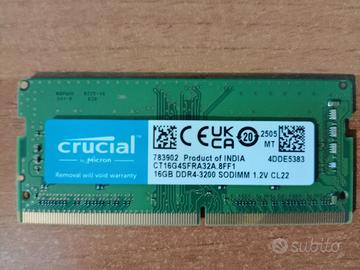 crucial
by Micron
Removal will void warranty
CE UK CA 20 2505
MT
783902 Product of INDIA 4DDE5383
CT16G4SFRA32A.8FF1
16GB DDR4-3200 SODIMM 1.2V CL22
subito